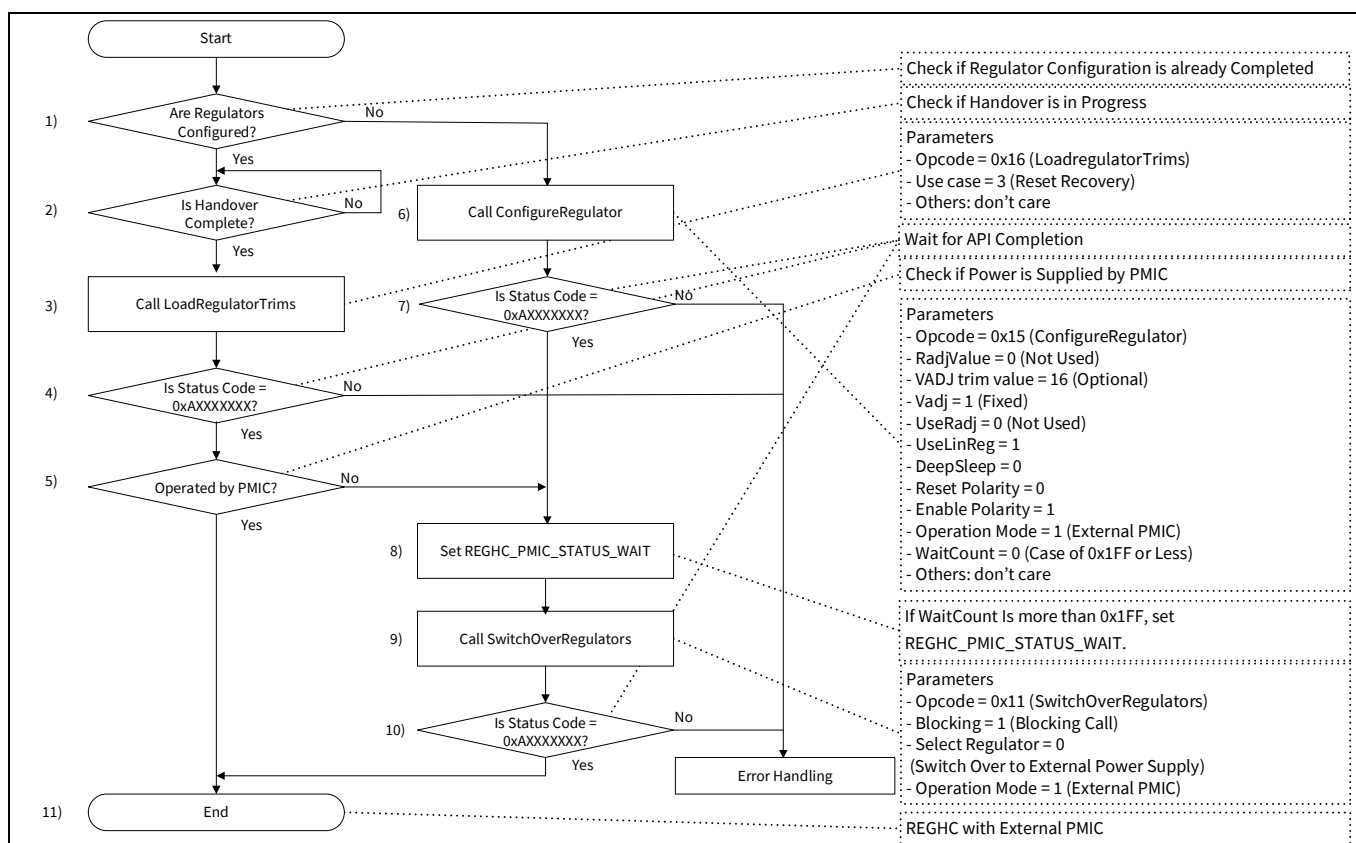 Start
1)
Are Regulators
Configured?
No
Yes
2)
Is Handover
Complete?
No
Yes
3)
Call LoadRegulatorTrims
4)
Is Status Code =
0xAXXXXXXX?
No
Yes
5)
Operated by PMIC?
No
Yes
6)
Call ConfigureRegulator
7)
Is Status Code =
0xAXXXXXXX?
No
Yes
8)
Set REGHC_PMIC_STATUS_WAIT
9)
Call SwitchOverRegulators
10)
Is Status Code =
0xAXXXXXXX?
No
Yes
Error Handling
11)
End
Check if Regulator Configuration is already Completed
Check if Handover is in Progress
Parameters
- Opcode = 0x16 (LoadregulatorTrims)
- Use case = 3 (Reset Recovery)
- Others: don't care
Wait for API Completion
Check if Power is Supplied by PMIC
Parameters
- Opcode = 0x15 (ConfigureRegulator)
- RadjValue = 0 (Not Used)
- VADJ trim value = 16 (Optional)
- Vadj = 1 (Fixed)
- UseRadj = 0 (Not Used)
- UseLinReg = 1
- DeepSleep = 0
- Reset Polarity = 0
- Enable Polarity = 1
- Operation Mode = 1 (External PMIC)
- WaitCount = 0 (Case of 0x1FF or Less)
- Others: don't care
If WaitCount Is more than 0x1FF, set
REGHC_PMIC_STATUS_WAIT.
Parameters
- Opcode = 0x11 (SwitchOverRegulators)
- Blocking = 1 (Blocking Call)
- Select Regulator = 0
(Switch Over to External Power Supply)
- Operation Mode = 1 (External PMIC)
REGHC with External PMIC